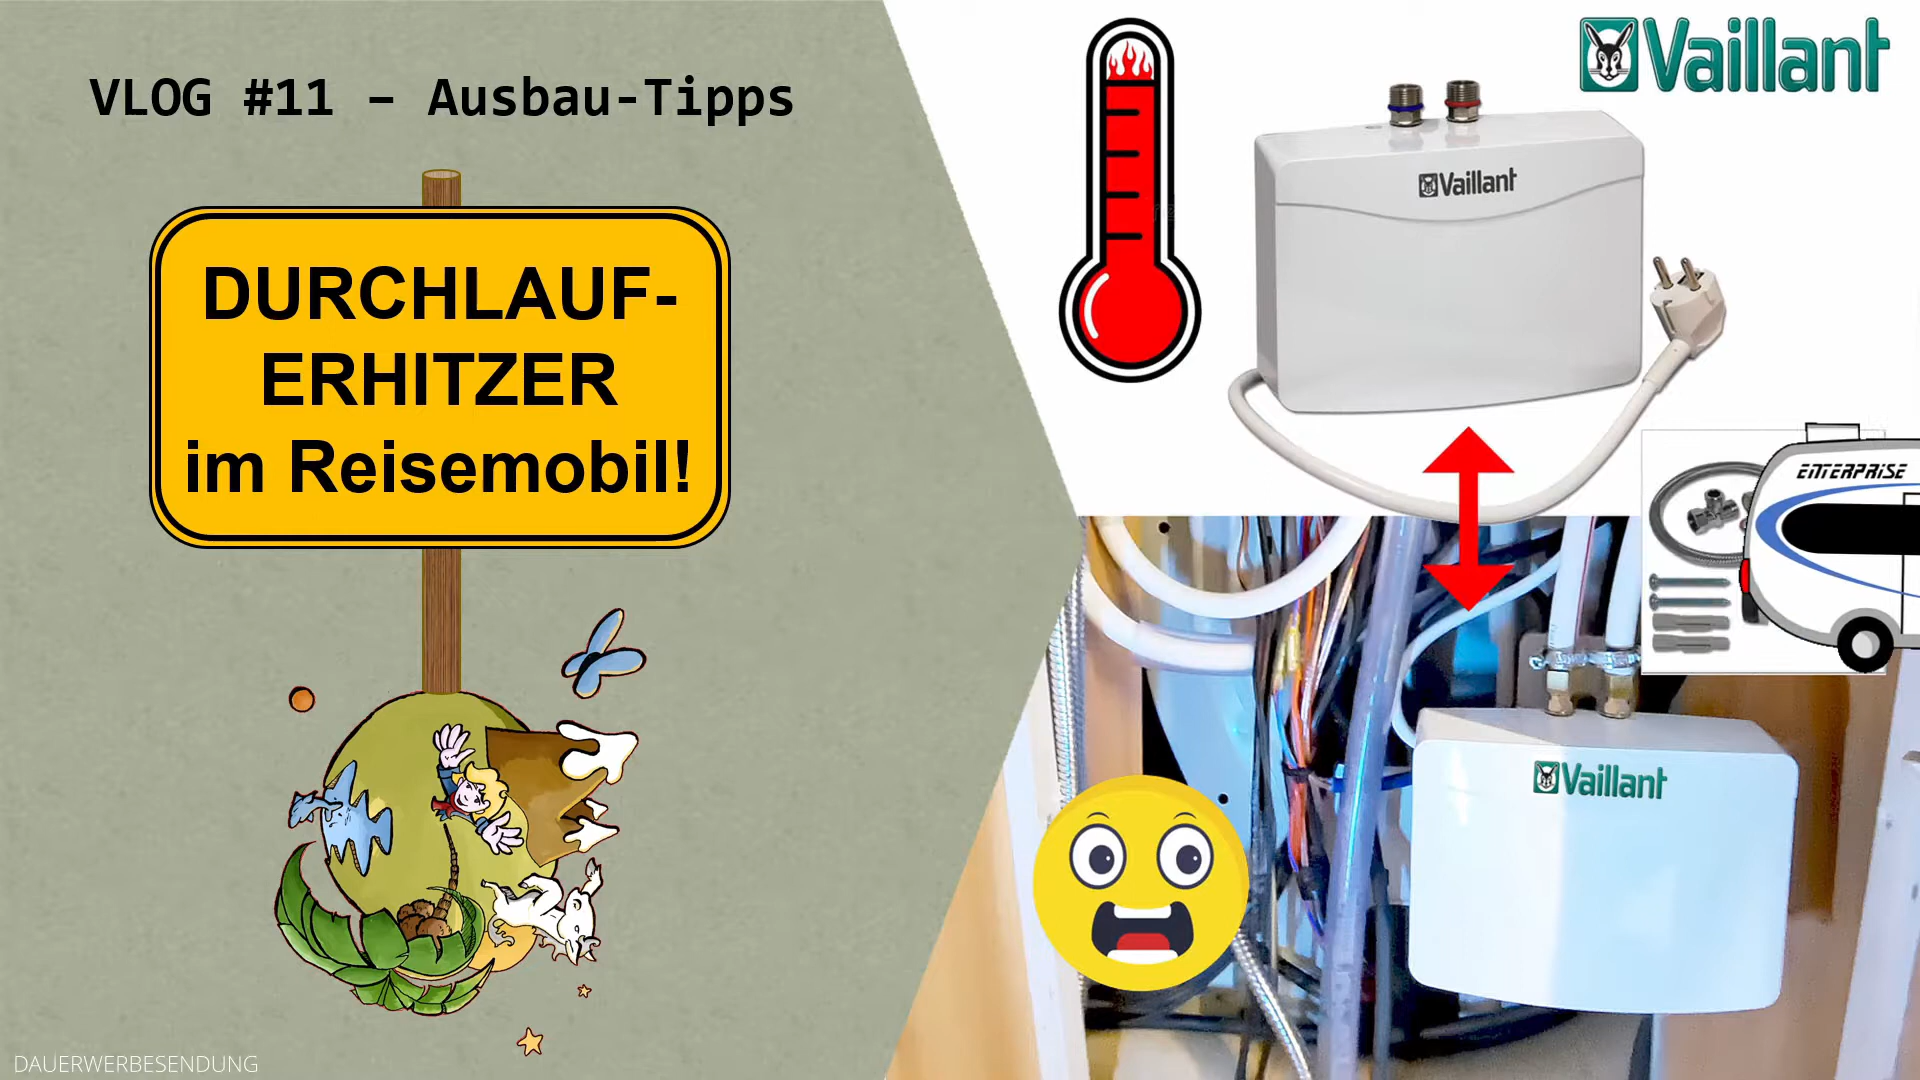 VLOG #11 – Ausbau-Tipps
DURCHLAUF-
ERHITZER
im Reisemobil!
DAUERWERBESENDUNG
Vaillant
Vaillant
ENTERPRISE
Vaillant